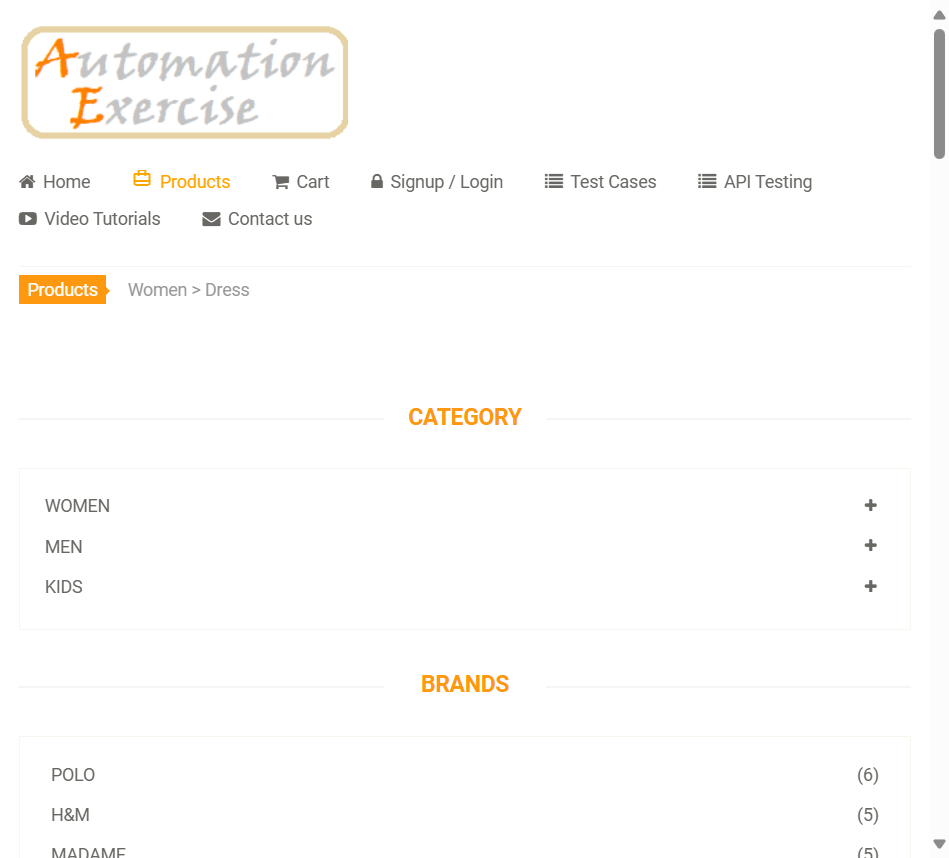 Automation
Exercise
Home Products Cart Signup / Login Test Cases API Testing
Video Tutorials Contact us
Products Women > Dress
CATEGORY
WOMEN
MEN
KIDS
BRANDS
POLO (6)
H&M (5)
MADAME (5)